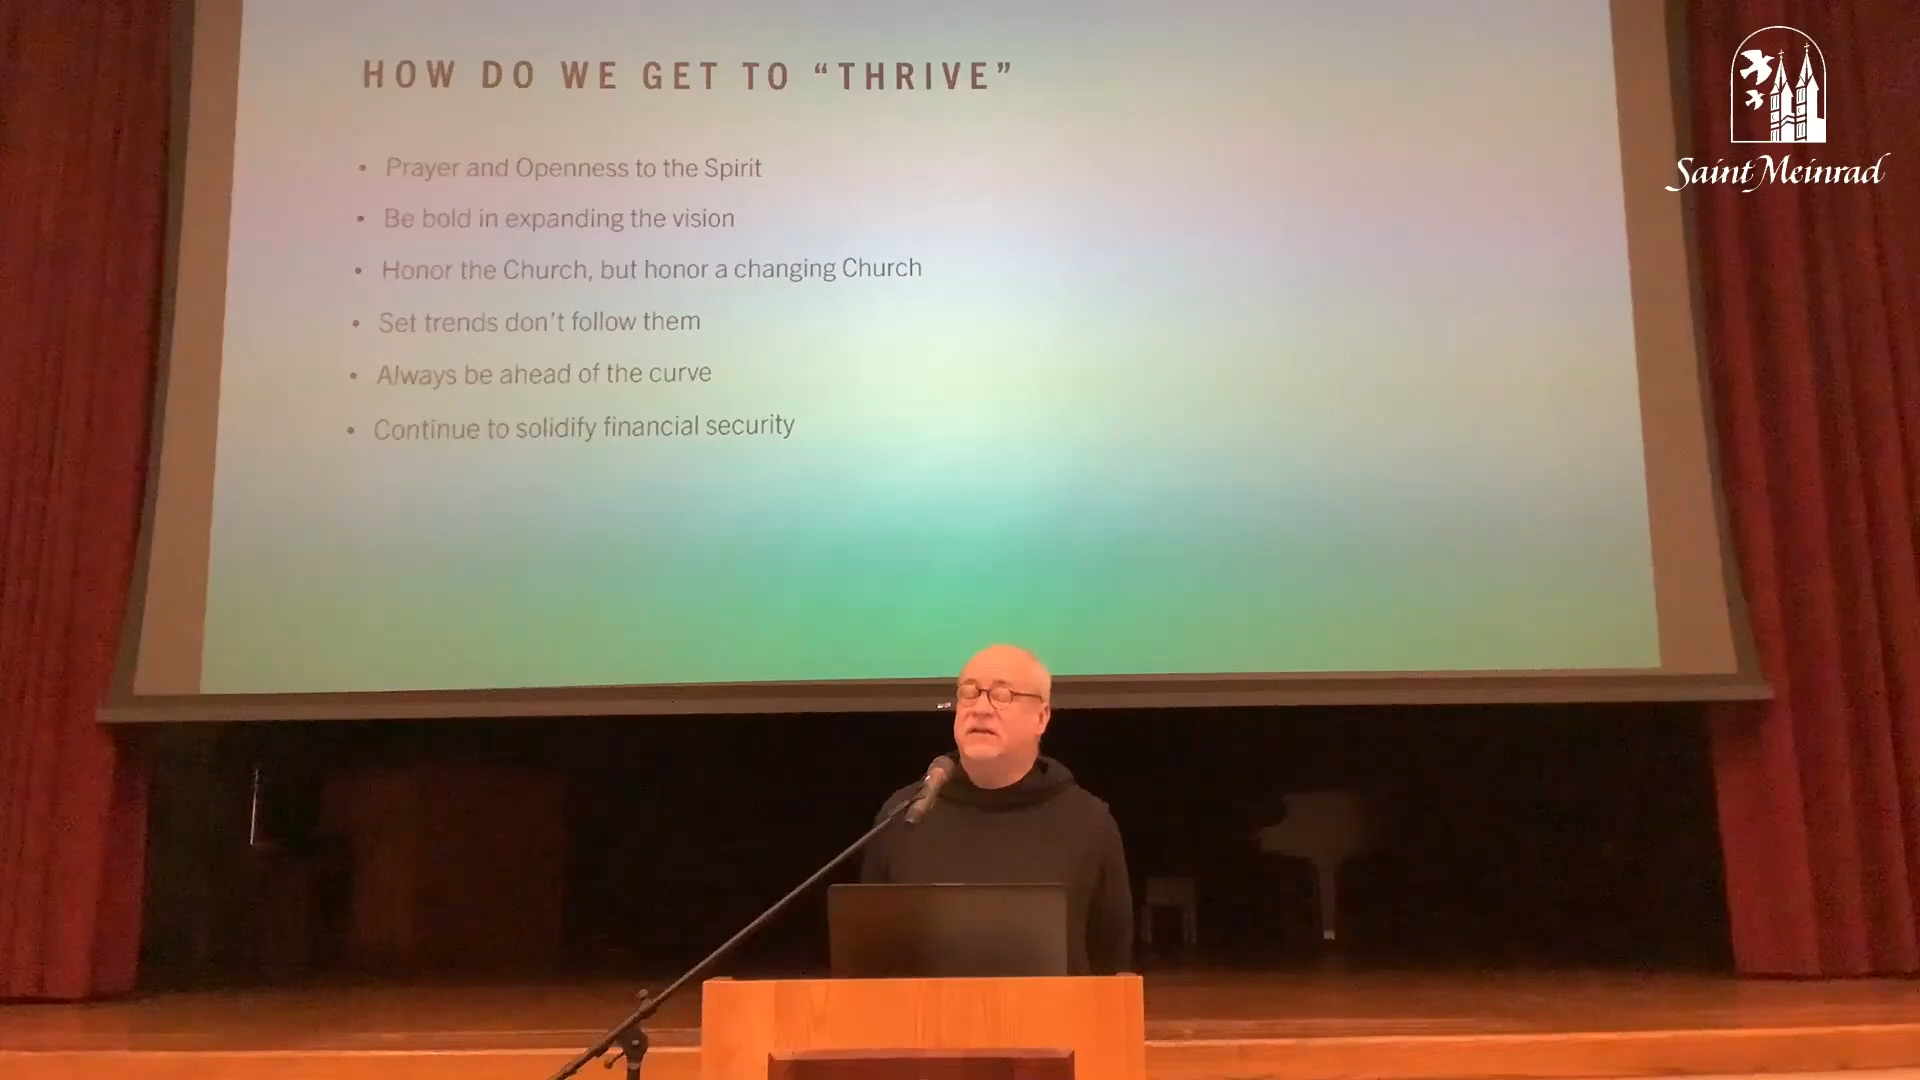 HOW DO WE GET TO “THRIVE”
• Prayer and Openness to the Spirit
• Be bold in expanding the vision
• Honor the Church, but honor a changing Church
• Set trends don’t follow them
• Always be ahead of the curve
• Continue to solidify financial security
Saint Meinrad